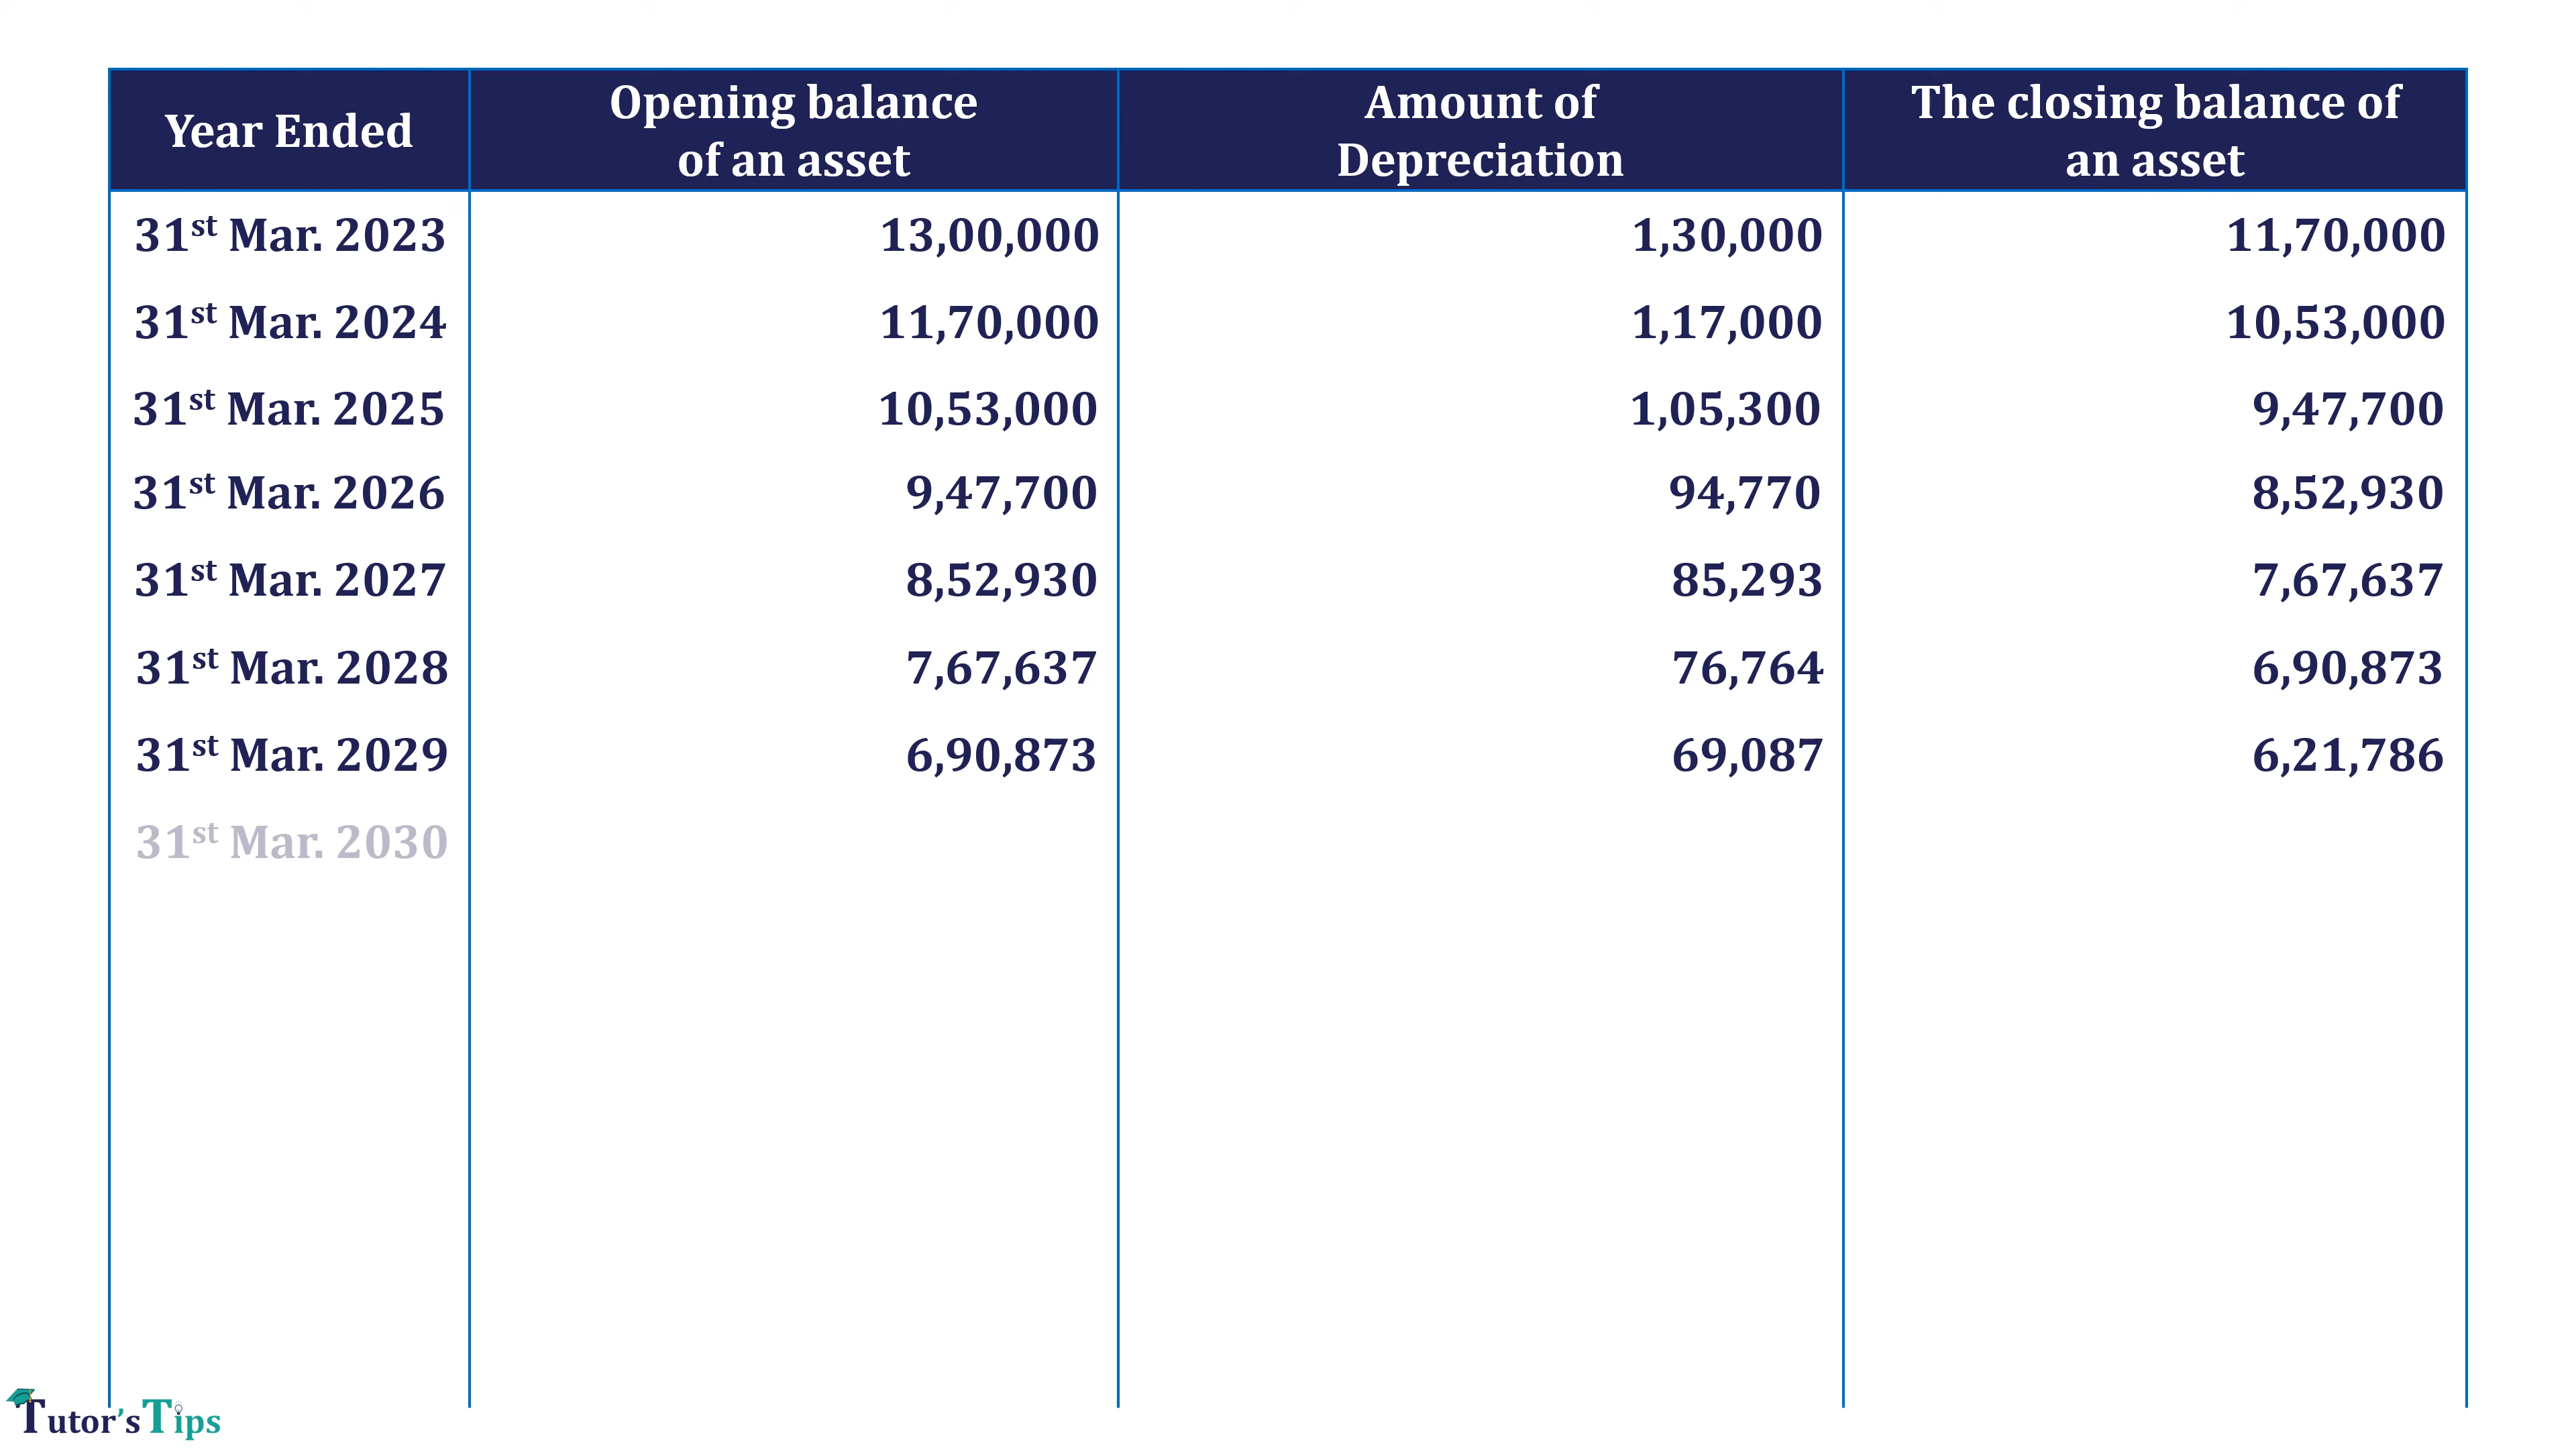 Year Ended
Opening balance
of an asset
Amount of
Depreciation
The closing balance of
an asset
31st Mar. 2023 13,00,000 1,30,000 11,70,000
31st Mar. 2024 11,70,000 1,17,000 10,53,000
31st Mar. 2025 10,53,000 1,05,300 9,47,700
31st Mar. 2026 9,47,700 94,770 8,52,930
31st Mar. 2027 8,52,930 85,293 7,67,637
31st Mar. 2028 7,67,637 76,764 6,90,873
31st Mar. 2029 6,90,873 69,087 6,21,786
31st Mar. 2030
Tutor'sTips